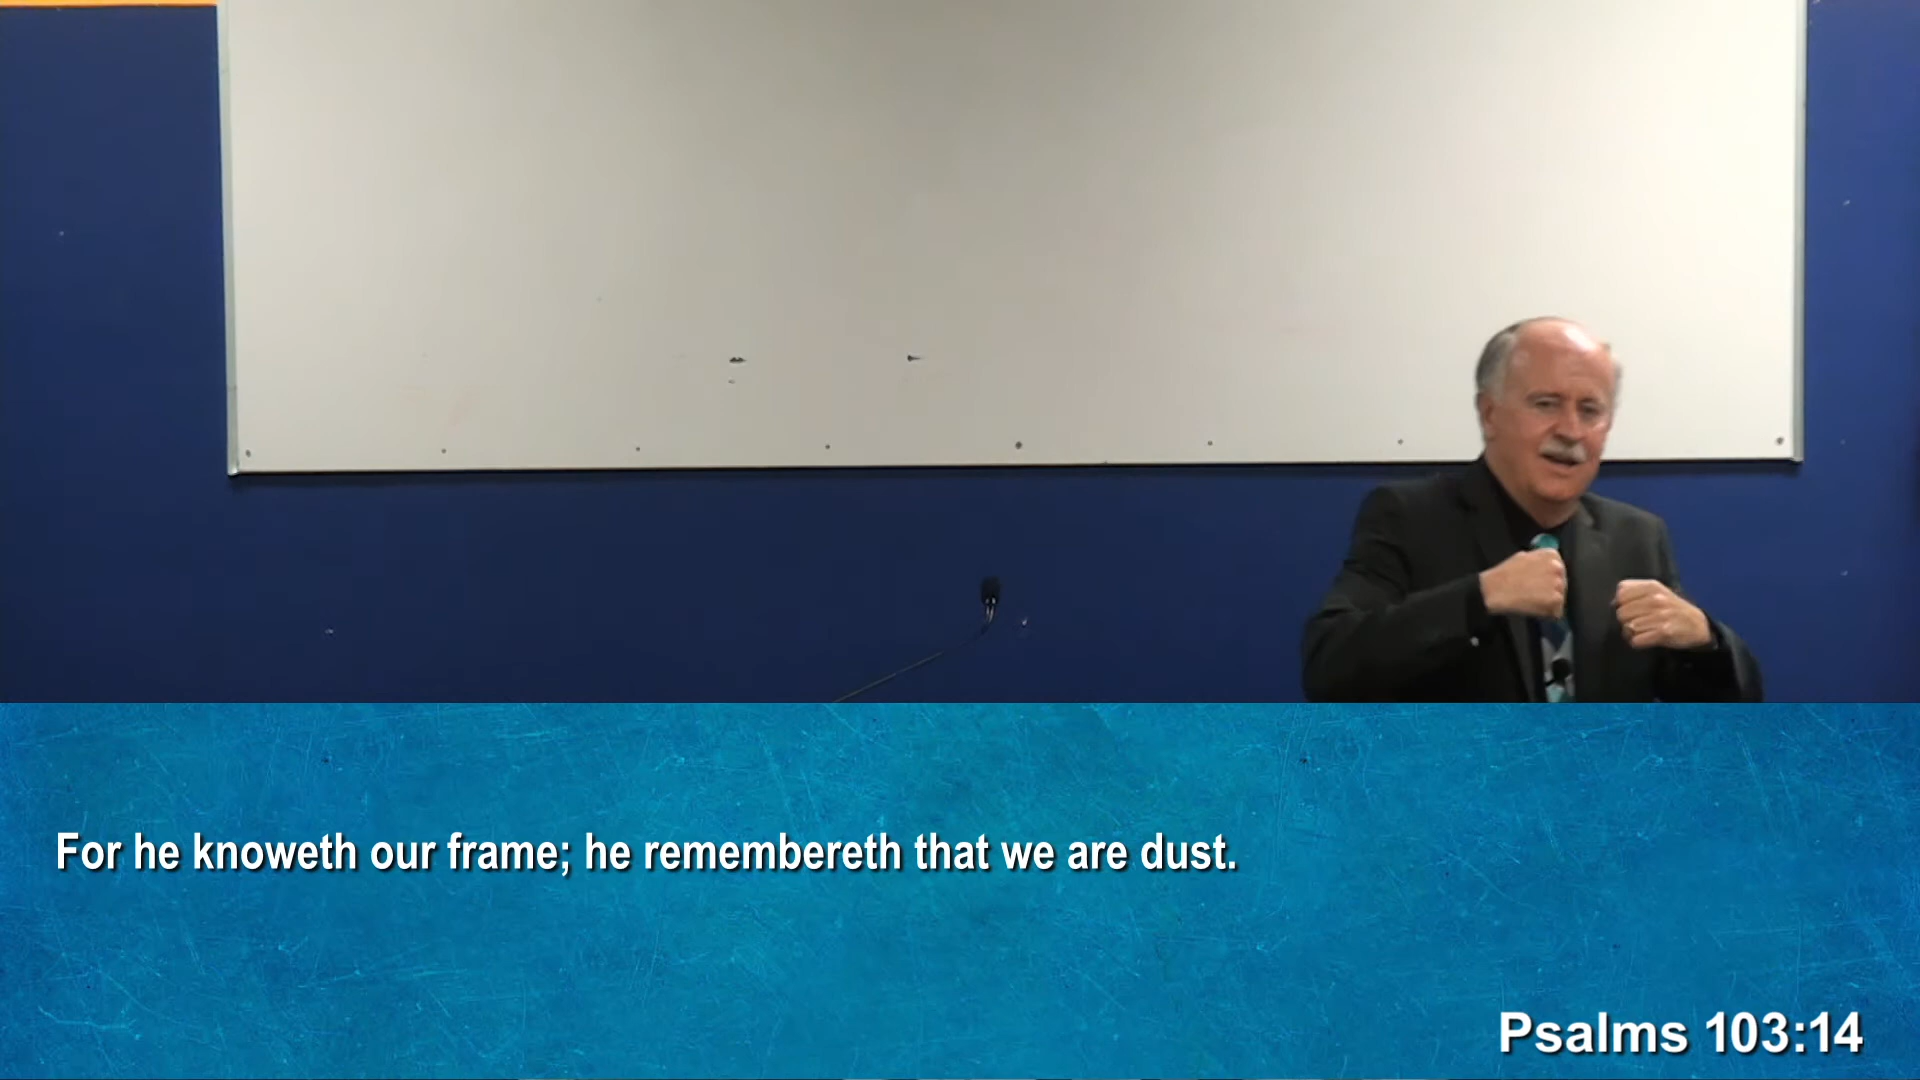 For he knoweth our frame; he remembereth that we are dust.
Psalms 103:14